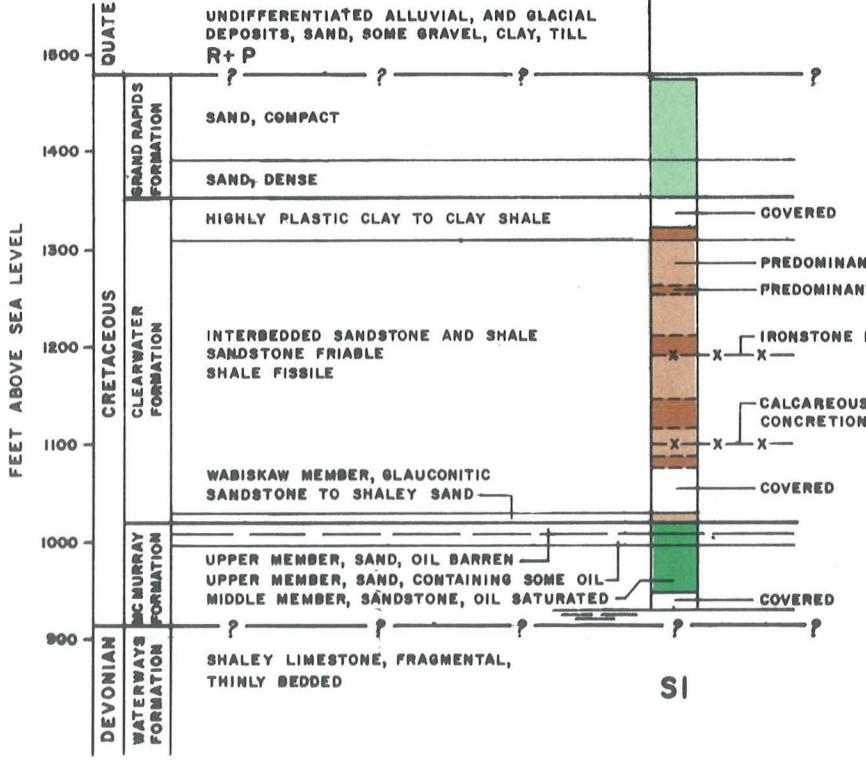 FEET ABOVE SEA LEVEL
1500
1400
1300
1200
1100
1000
900
QUATE
CRETACEOUS
DEVONIAN
GRAND RAPIDS
FORMATION
CLEARWATER
FORMATION
MC MURRAY
FORMATION
WATERWAYS
FORMATION
UNDIFFERENTIATED ALLUVIAL, AND GLACIAL
DEPOSITS, SAND, SOME GRAVEL, CLAY, TILL
R+P
? ? ? ?
SAND, COMPACT
SAND, DENSE
HIGHLY PLASTIC CLAY TO CLAY SHALE
INTERBEDDED SANDSTONE AND SHALE
SANDSTONE FRIABLE
SHALE FISSILE
WABISKAW MEMBER, GLAUCONITIC
SANDSTONE TO SHALEY SAND
UPPER MEMBER, SAND, OIL BARREN
UPPER MEMBER, SAND, CONTAINING SOME OIL
MIDDLE MEMBER, SANDSTONE, OIL SATURATED
? ? ? ? ?
SHALEY LIMESTONE, FRAGMENTAL,
THINLY BEDDED
COVERED
PREDOMINAN
PREDOMINAN
IRONSTONE
X X X
CALCAREOUS
CONCRETION
X X X
COVERED
COVERED
S1